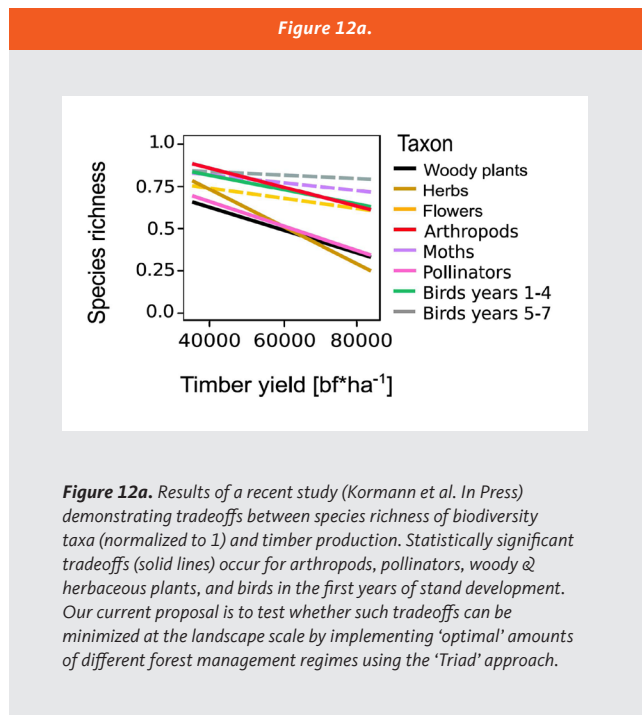 Figure 12a.
Species richness
1.0
0.75
0.5
0.25
0.0
40000 60000 80000
Timber yield [bf*ha-1]
Taxon
Woody plants
Herbs
Flowers
Arthropods
Moths
Pollinators
Birds years 1-4
Birds years 5-7
Figure 12a. Results of a recent study (Kormann et al. In Press)
demonstrating tradeoffs between species richness of biodiversity
taxa (normalized to 1) and timber production. Statistically significant
tradeoffs (solid lines) occur for arthropods, pollinators, woody &
herbaceous plants, and birds in the first years of stand development.
Our current proposal is to test whether such tradeoffs can be
minimized at the landscape scale by implementing ‘optimal’ amounts
of different forest management regimes using the ‘Triad’ approach.